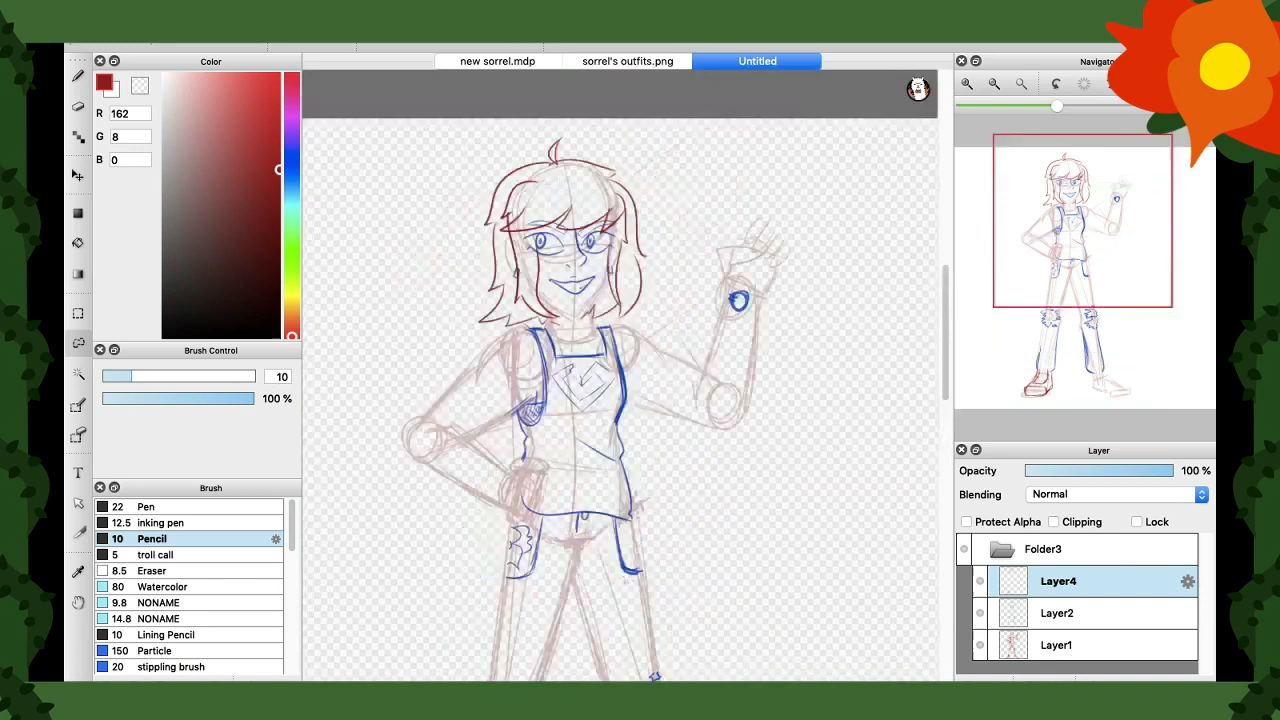 Color
new sorrel.mdp
sorrel's outfits.png
Untitled
R 162
G 8
B 0
Brush Control
10
100 %
Brush
22 Pen
12.5 inking pen
10 Pencil
5 troll call
8.5 Eraser
80 Watercolor
9.8 NONAME
14.8 NONAME
10 Lining Pencil
150 Particle
20 stippling brush
T
Layer
Opacity 100 %
Blending Normal
Protect Alpha Clipping Lock
Folder3
Layer4
Layer2
Layer1